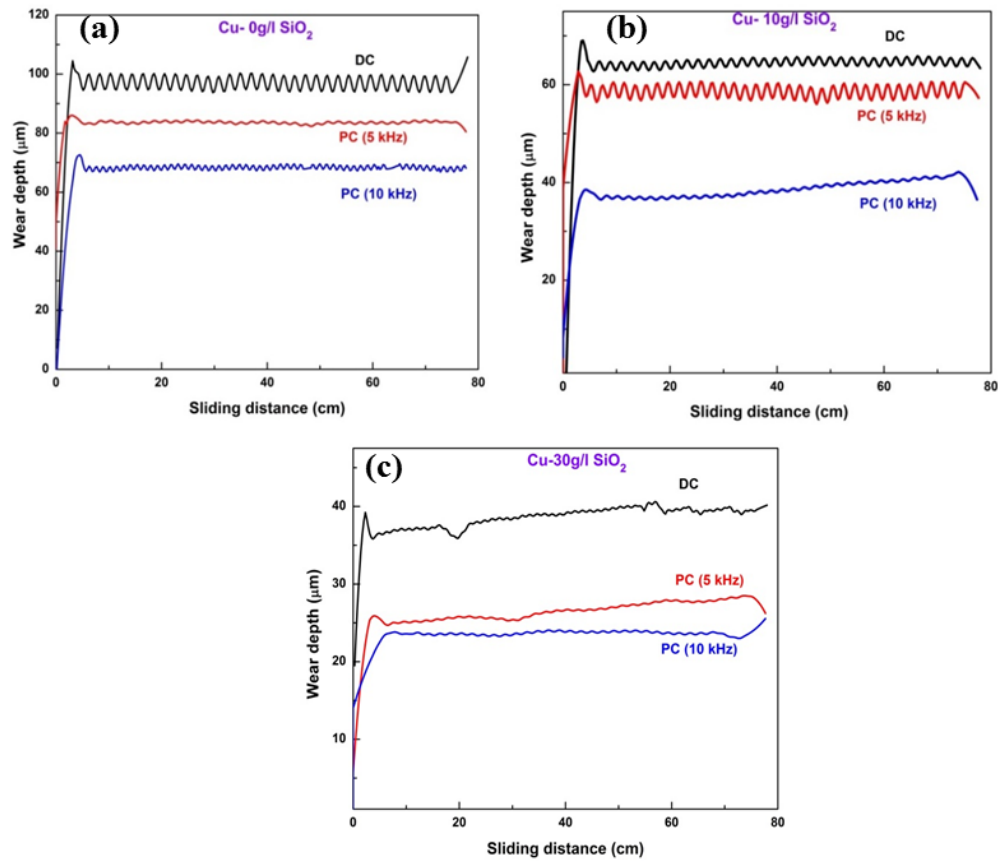 (a)
Cu- 0g/l SiO₂
DC
PC (5 kHz)
PC (10 kHz)
Wear depth (μm)
120
100
80
60
40
20
0
0 20 40 60 80
Sliding distance (cm)
(b)
Cu- 10g/l SiO₂
DC
PC (5 kHz)
PC (10 kHz)
Wear depth (μm)
60
40
20
0 20 40 60 80
Sliding distance (cm)
(c)
Cu-30g/l SiO₂
DC
PC (5 kHz)
PC (10 kHz)
Wear depth (μm)
40
30
20
10
0 20 40 60 80
Sliding distance (cm)